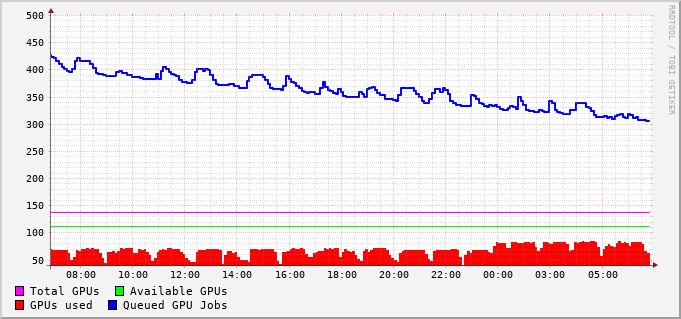 500
450
400
350
300
250
200
150
100
50
08:00 10:00 12:00 14:00 16:00 18:00 20:00 22:00 00:00 03:00 05:00
RRDTOOL / TOBI OETIKER
Total GPUs Available GPUs
GPUs used Queued GPU Jobs